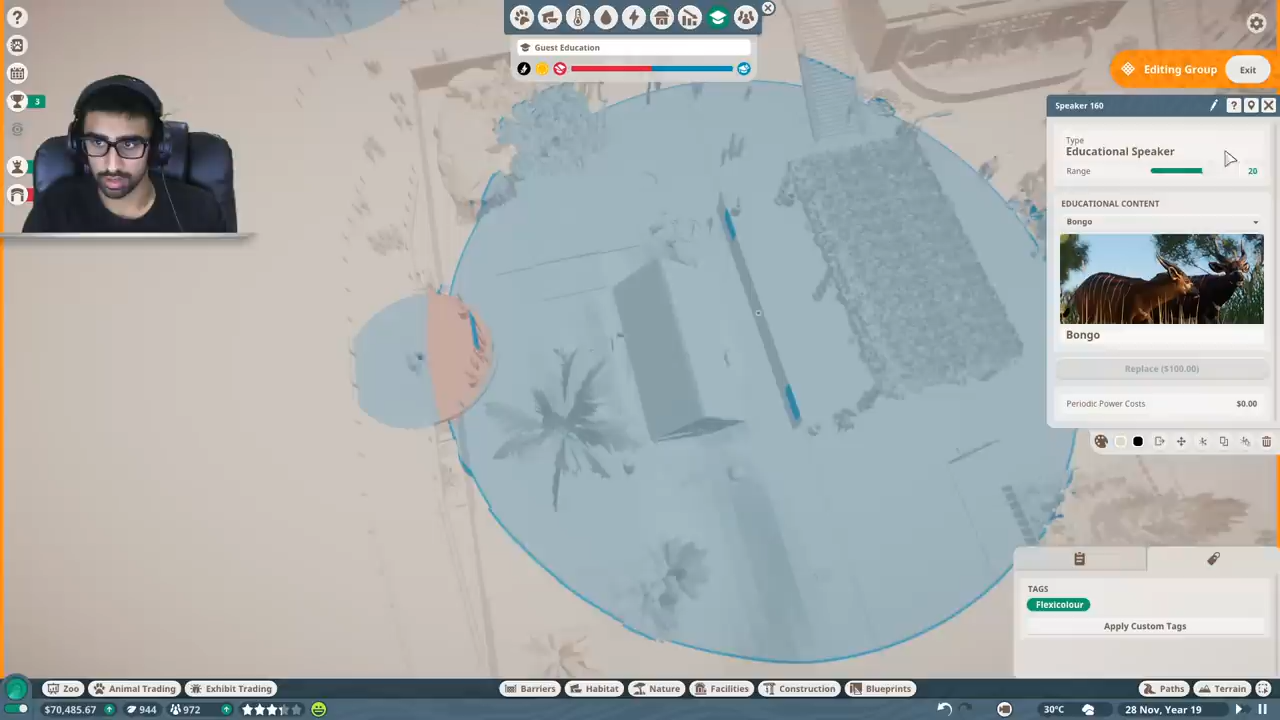 Guest Education
Editing Group
Exit
3
Speaker 160
Type
Educational Speaker
Range
20
EDUCATIONAL CONTENT
Bongo
Bongo
Replace ($100.00)
Periodic Power Costs
$0.00
TAGS
Flexicolour
Apply Custom Tags
Zoo
Animal Trading
Exhibit Trading
Barriers
Habitat
Nature
Facilities
Construction
Blueprints
Paths
Terrain
$70,485.67
944
972
30°C
28 Nov, Year 19